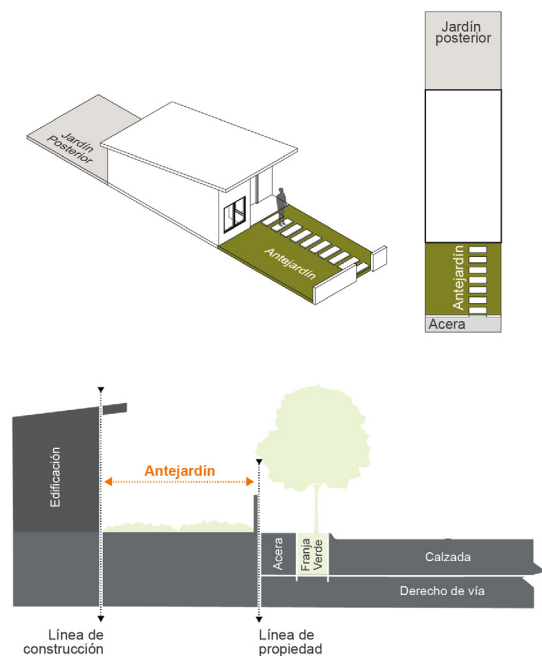 Jardín
Posterior
Antejardín
Jardín
posterior
Antejardín
Acera
Antejardín
Edificación
Acera
Franja
Verde
Calzada
Derecho de vía
Línea de
construcción
Línea de
propiedad